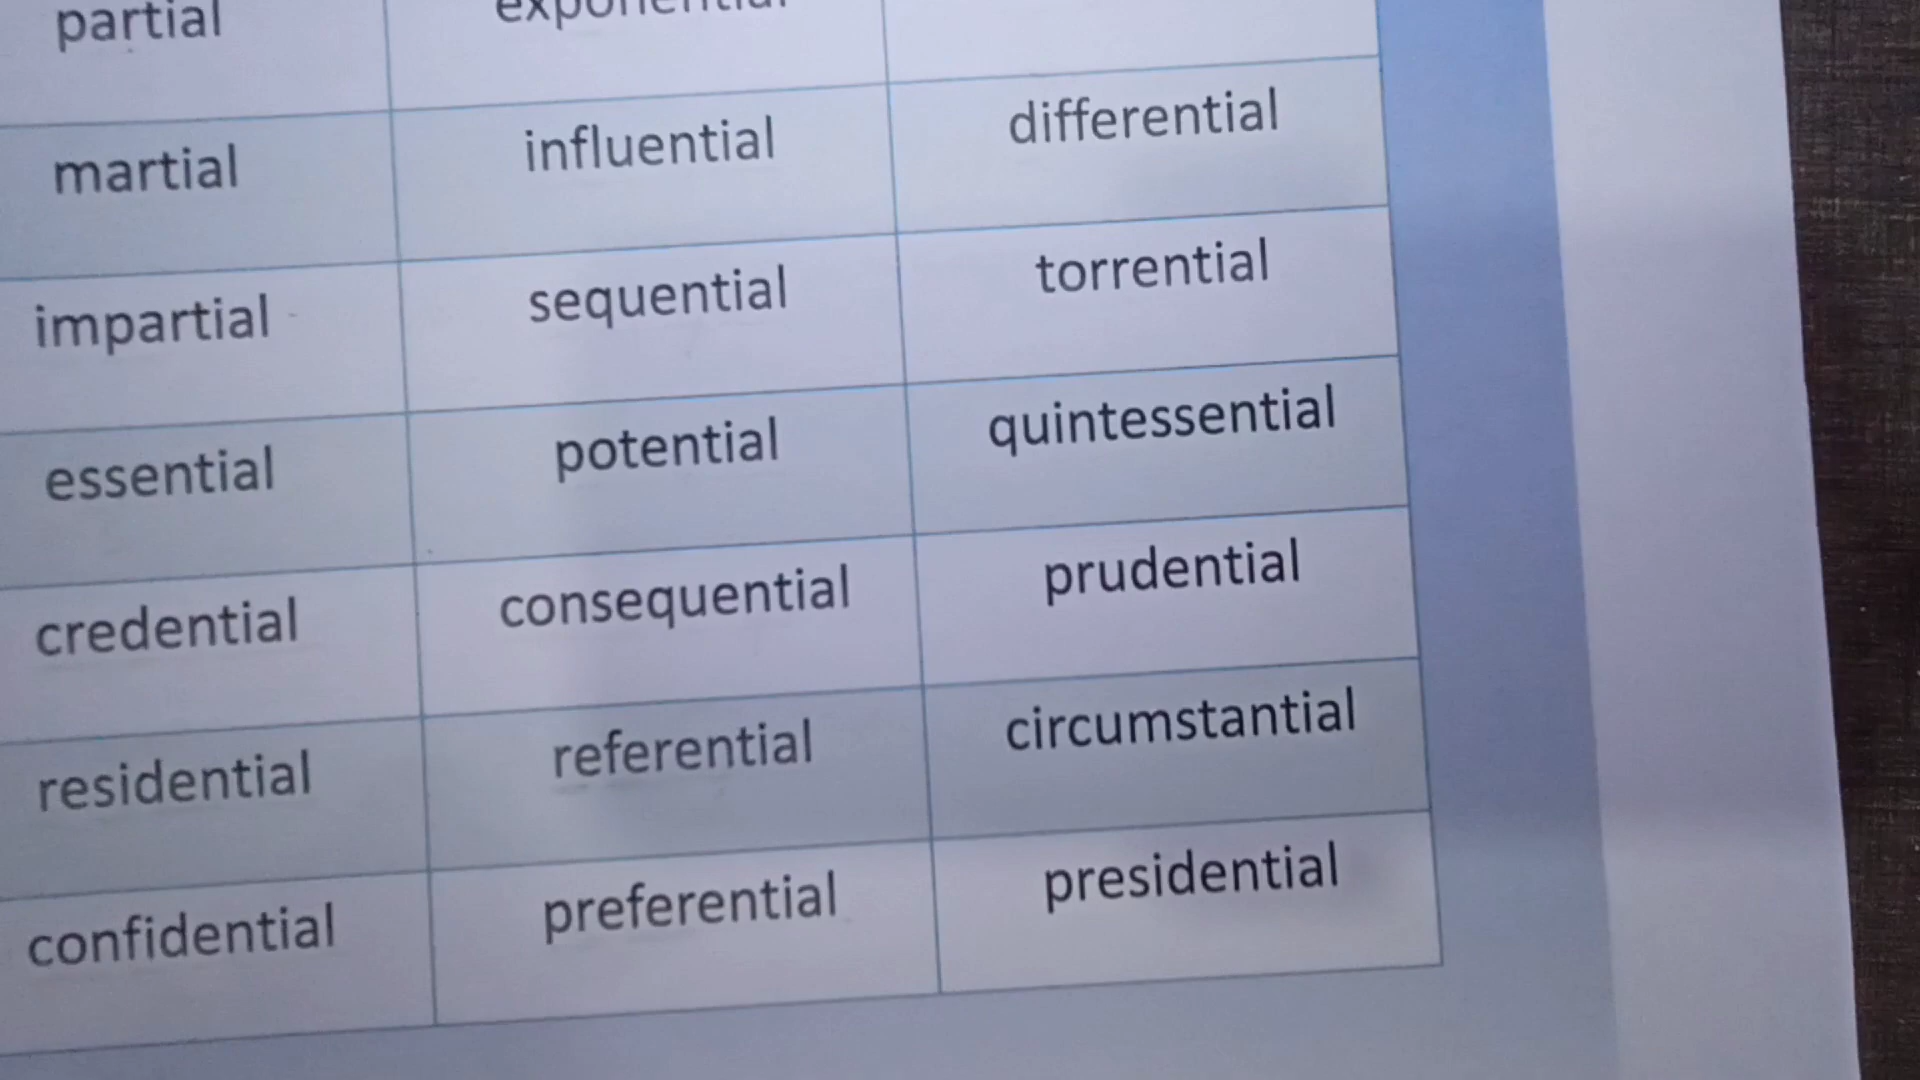 partial exponential
martial influential differential
impartial sequential torrential
essential potential quintessential
credential consequential prudential
residential referential circumstantial
confidential preferential presidential